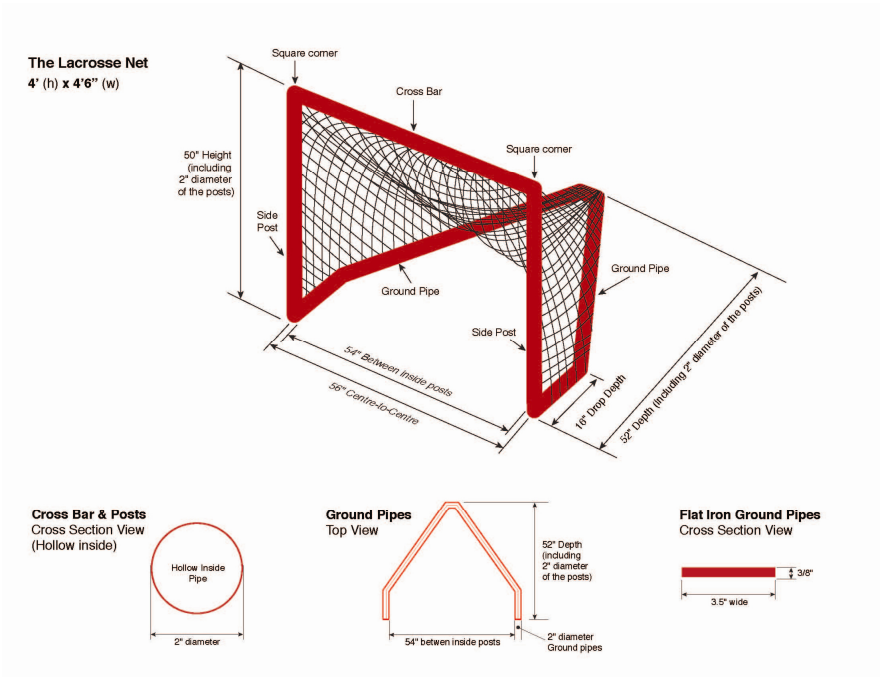 The Lacrosse Net
4' (h) x 4'6" (w)
Square corner
Cross Bar
Square corner
50" Height
(including
2" diameter
of the posts)
Side
Post
Ground Pipe
Ground Pipe
Side Post
54" Between inside posts
56" Centre-to-Centre
16" Drop Depth
52" Depth (including 2" diameter of the posts)
Cross Bar & Posts
Cross Section View
(Hollow inside)
Hollow Inside
Pipe
2" diameter
Ground Pipes
Top View
52" Depth
(including
2" diameter
of the posts)
54" betwen inside posts
2" diameter
Ground pipes
Flat Iron Ground Pipes
Cross Section View
3/8"
3.5" wide